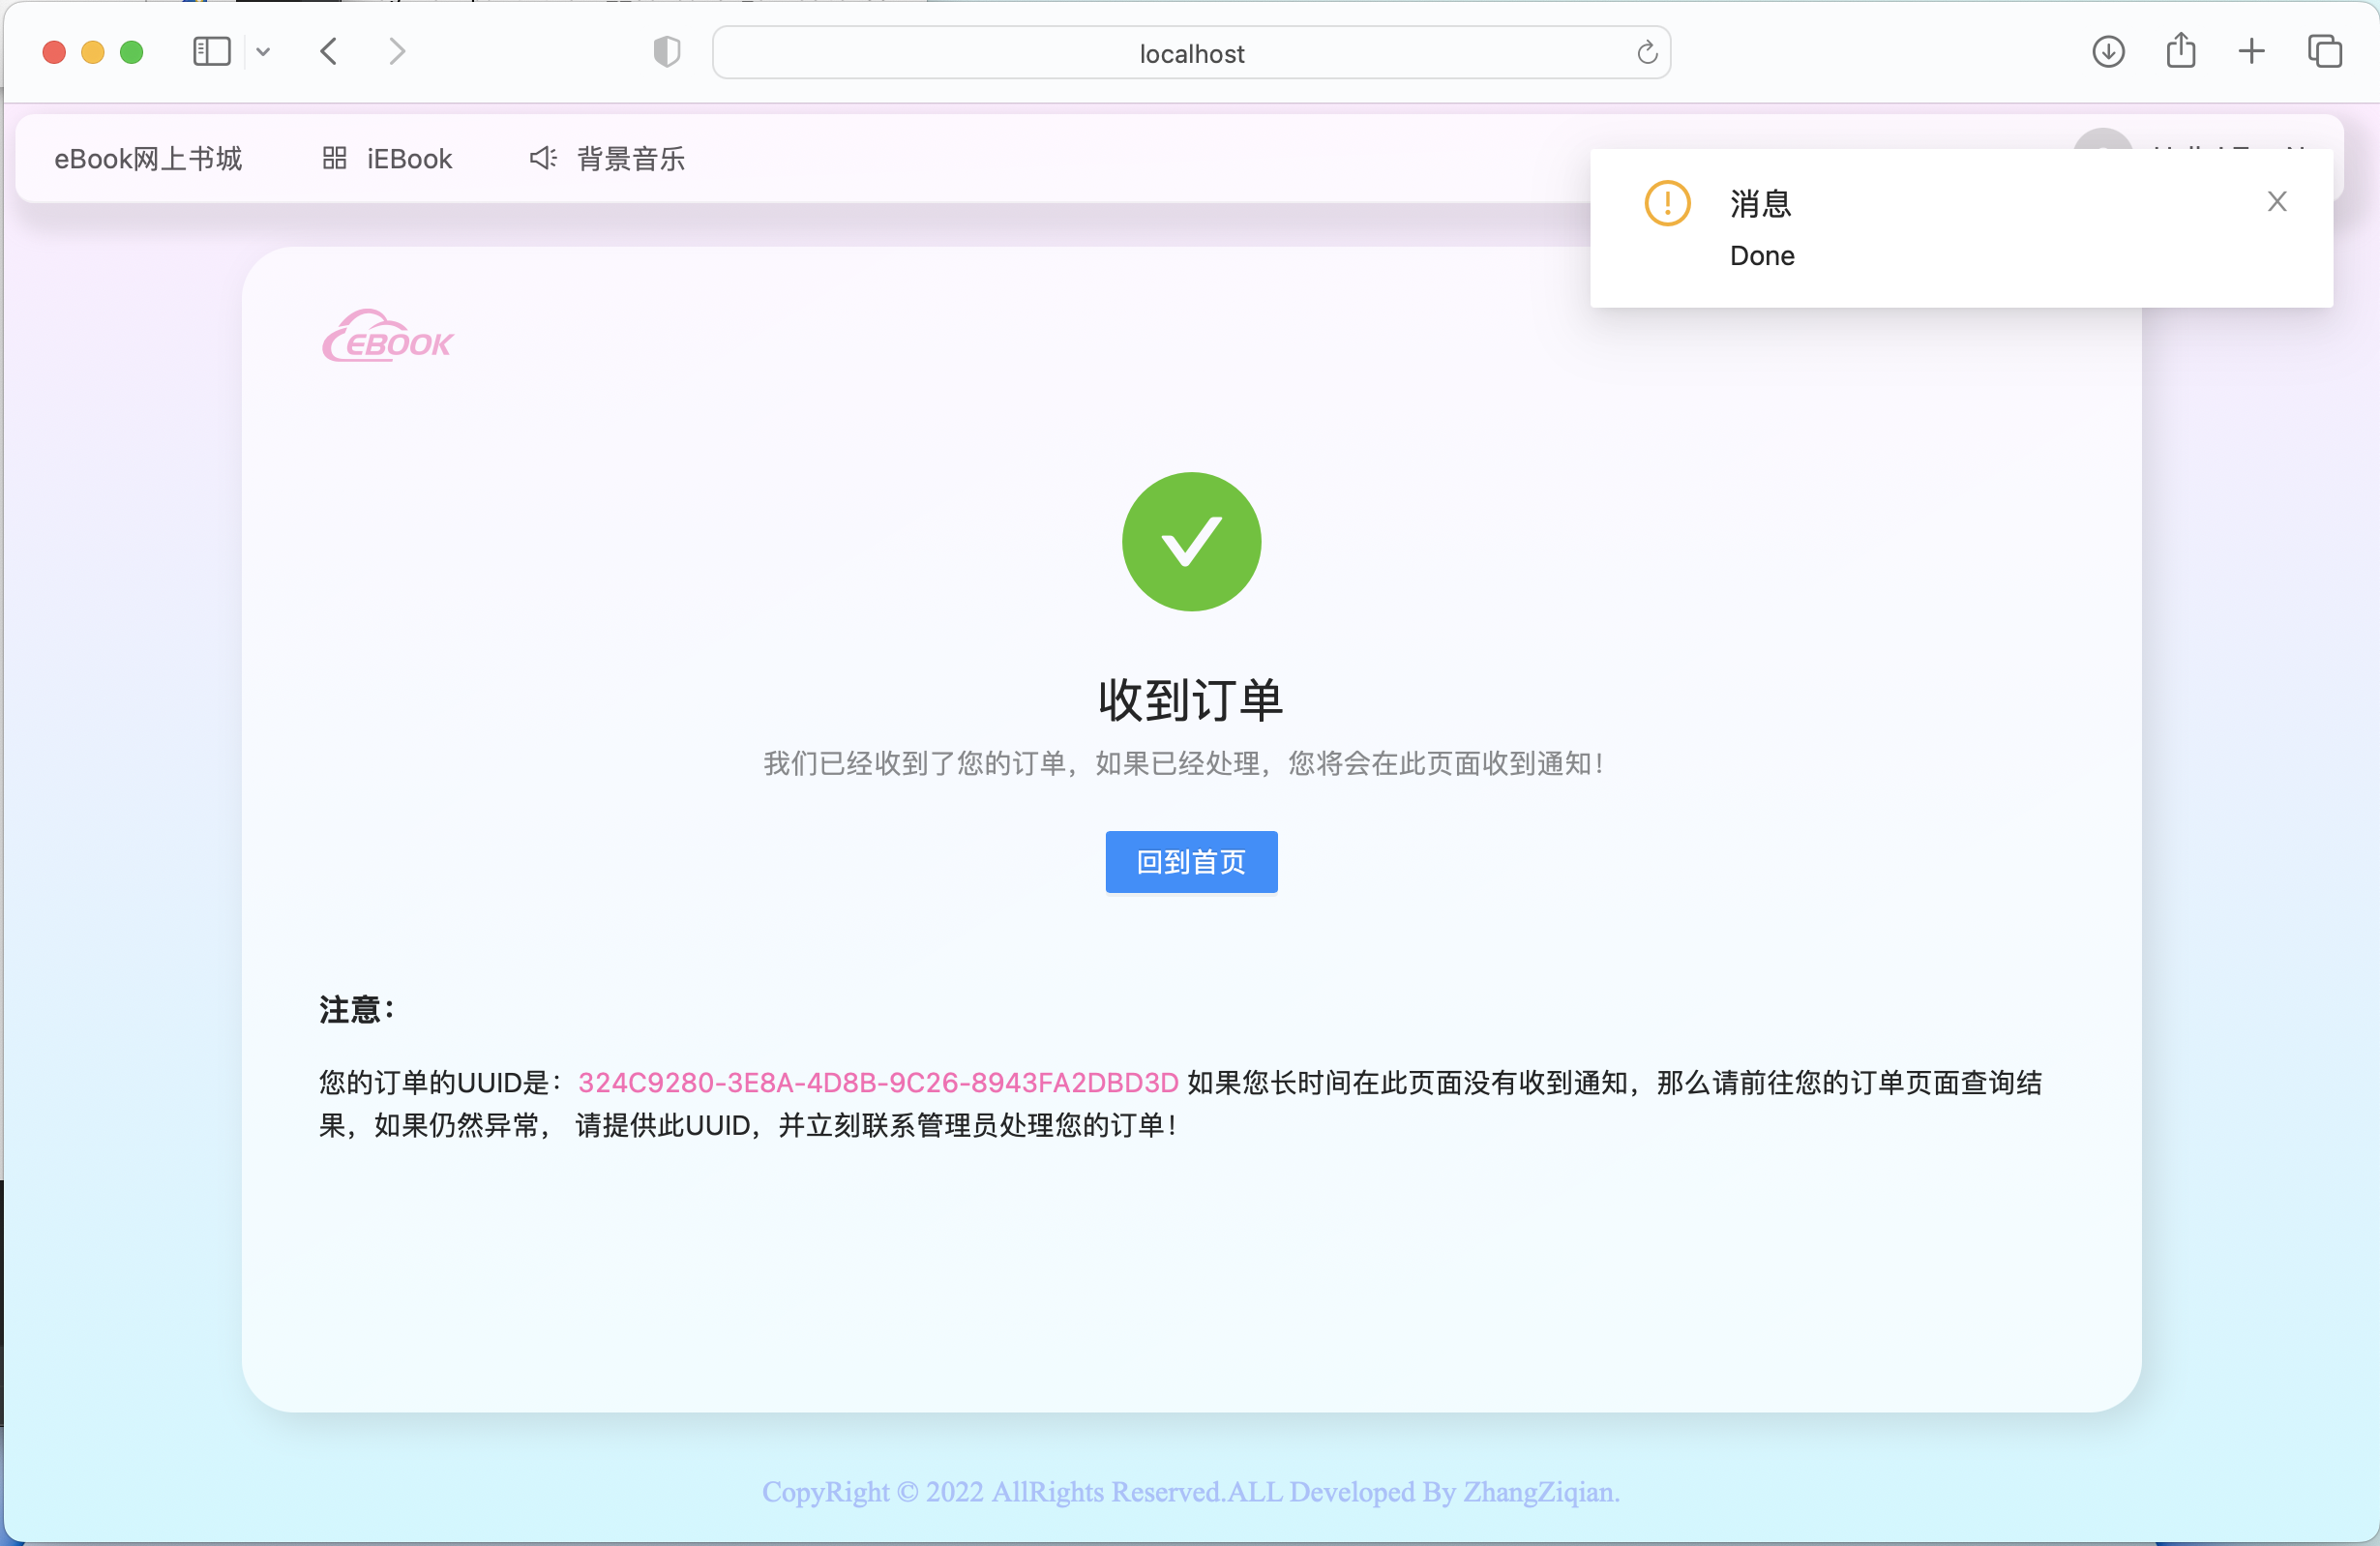 localhost
eBook网上书城
iEBook
背景音乐
消息
Done
EBOOK
收到订单
我们已经收到了您的订单，如果已经处理，您将会在此页面收到通知！
回到首页
注意：
您的订单的UUID是：324C9280-3E8A-4D8B-9C26-8943FA2DBD3D 如果您长时间在此页面没有收到通知，那么请前往您的订单页面查询结
果，如果仍然异常， 请提供此UUID，并立刻联系管理员处理您的订单！
CopyRight © 2022 AllRights Reserved.ALL Developed By ZhangZiqian.